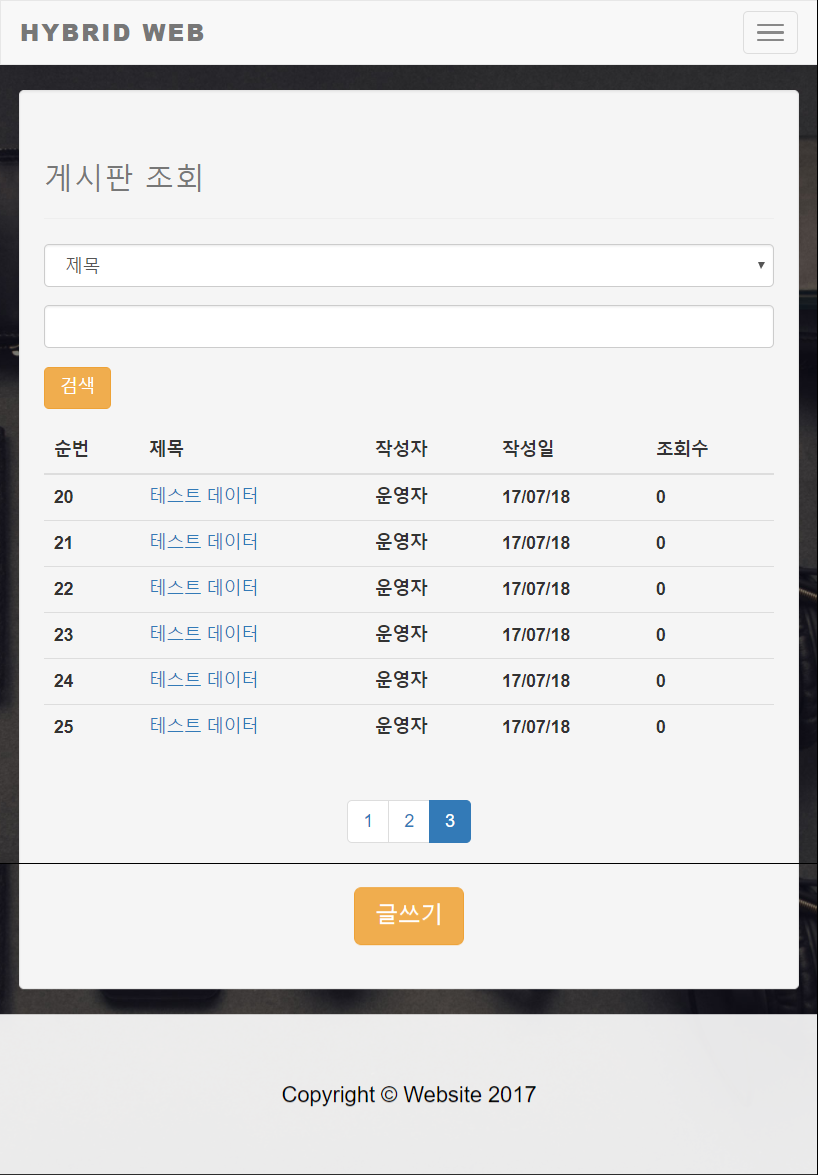 HYBRID WEB
게시판 조회
제목
검색
순번 제목 작성자 작성일 조회수
20 테스트 데이터 운영자 17/07/18 0
21 테스트 데이터 운영자 17/07/18 0
22 테스트 데이터 운영자 17/07/18 0
23 테스트 데이터 운영자 17/07/18 0
24 테스트 데이터 운영자 17/07/18 0
25 테스트 데이터 운영자 17/07/18 0
1 2 3
글쓰기
Copyright © Website 2017